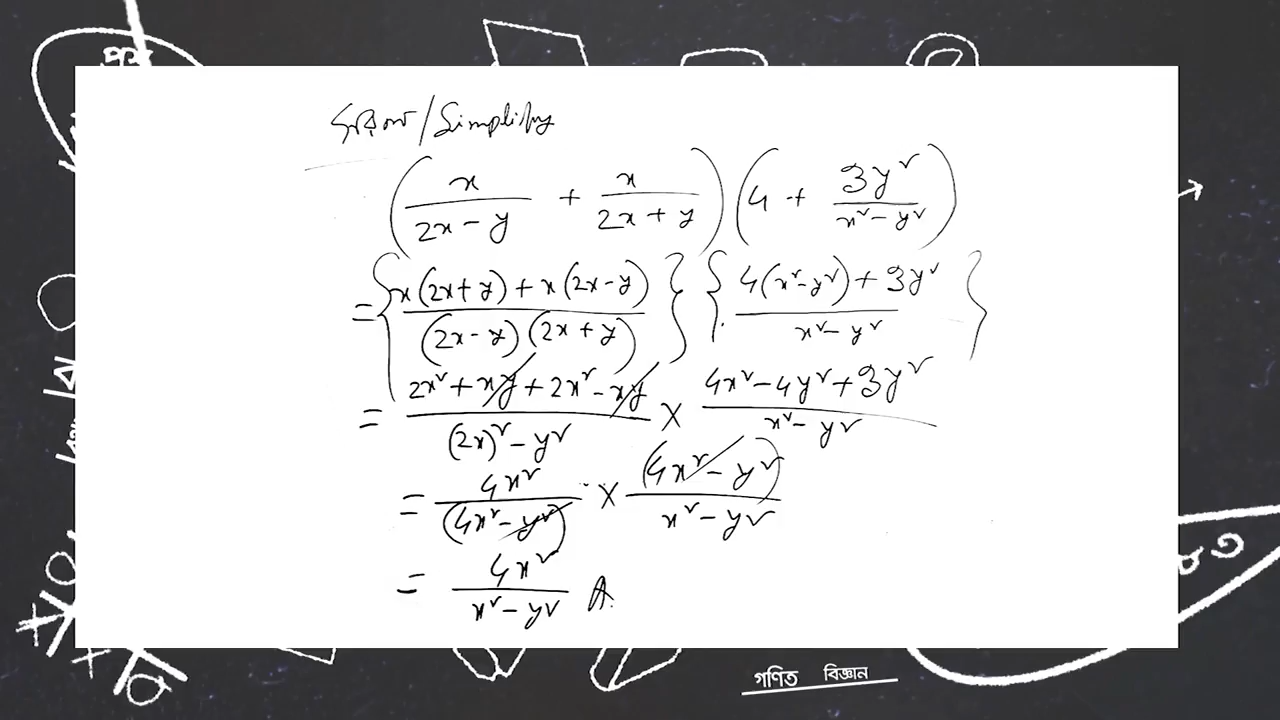 সরল/Simplify
(x/(2x-y) + x/(2x+y)) (4 + 3y²/(x²-y²))
= {(x(2x+y)+x(2x-y))/((2x-y)(2x+y))} {(4(x²-y²)+3y²)/(x²-y²)}
= (2x²+xy+2x²-xy)/((2x)²-y²) × (4x²-4y²+3y²)/(x²-y²)
= 4x²/(4x²-y²) × (4x²-y²)/(x²-y²)
= 4x²/(x²-y²) A.
গণিত বিজ্ঞান